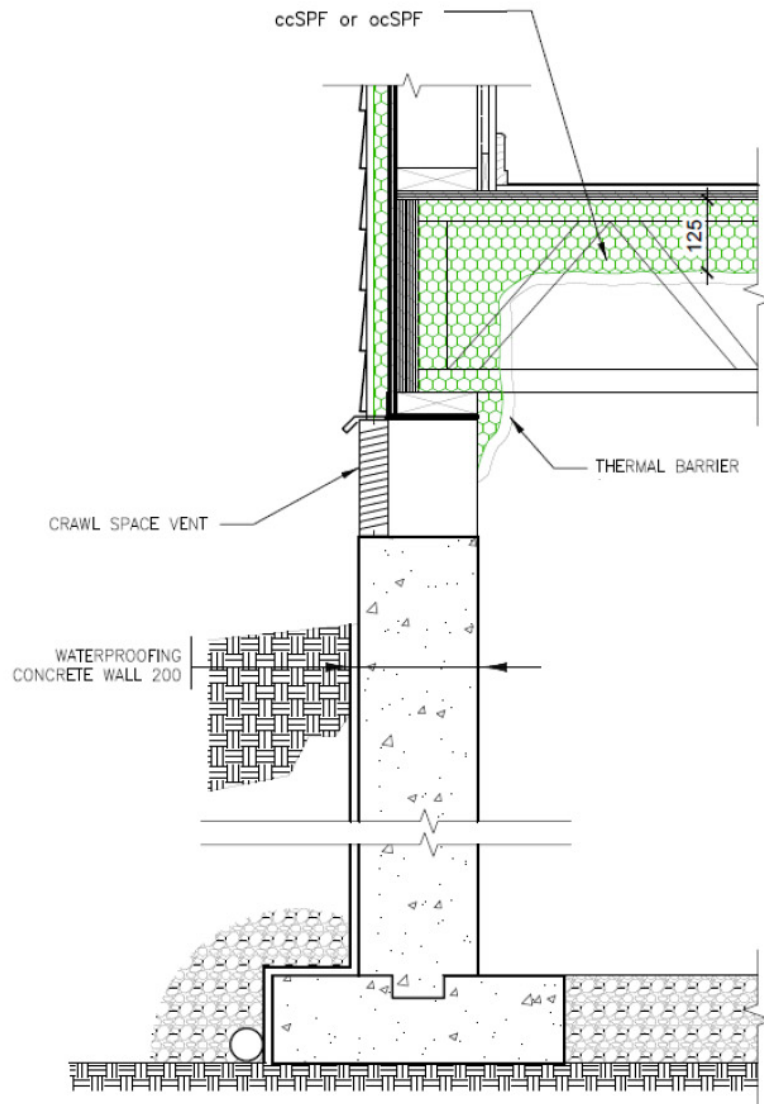 ccSPF or ocSPF
125
THERMAL BARRIER
CRAWL SPACE VENT
WATERPROOFING
CONCRETE WALL 200